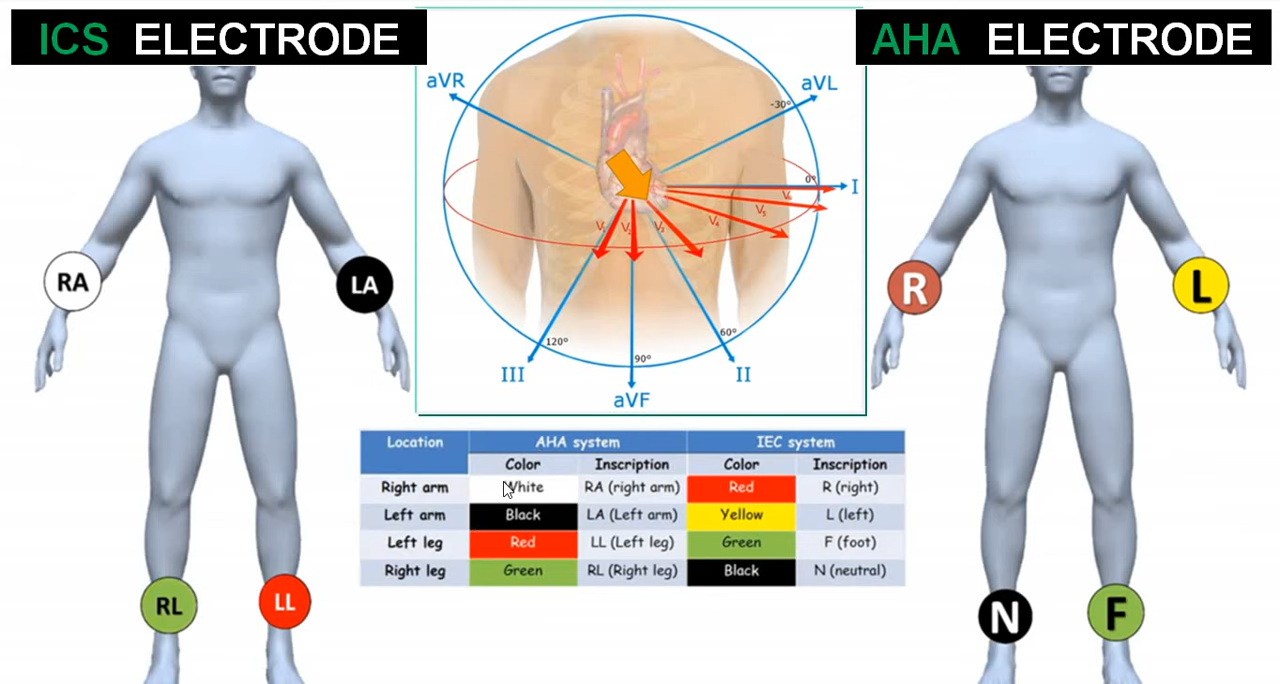 ICS ELECTRODE
AHA ELECTRODE
aVR
aVL
-30°
0°
I
V₆
V₅
V₄
V₁
V₂
V₃
120°
60°
90°
III
II
aVF
RA
LA
R
L
Location AHA system IEC system
Color Inscription Color Inscription
Right arm White RA (right arm) Red R (right)
Left arm Black LA (Left arm) Yellow L (left)
Left leg Red LL (Left leg) Green F (foot)
Right leg Green RL (Right leg) Black N (neutral)
RL
LL
N
F